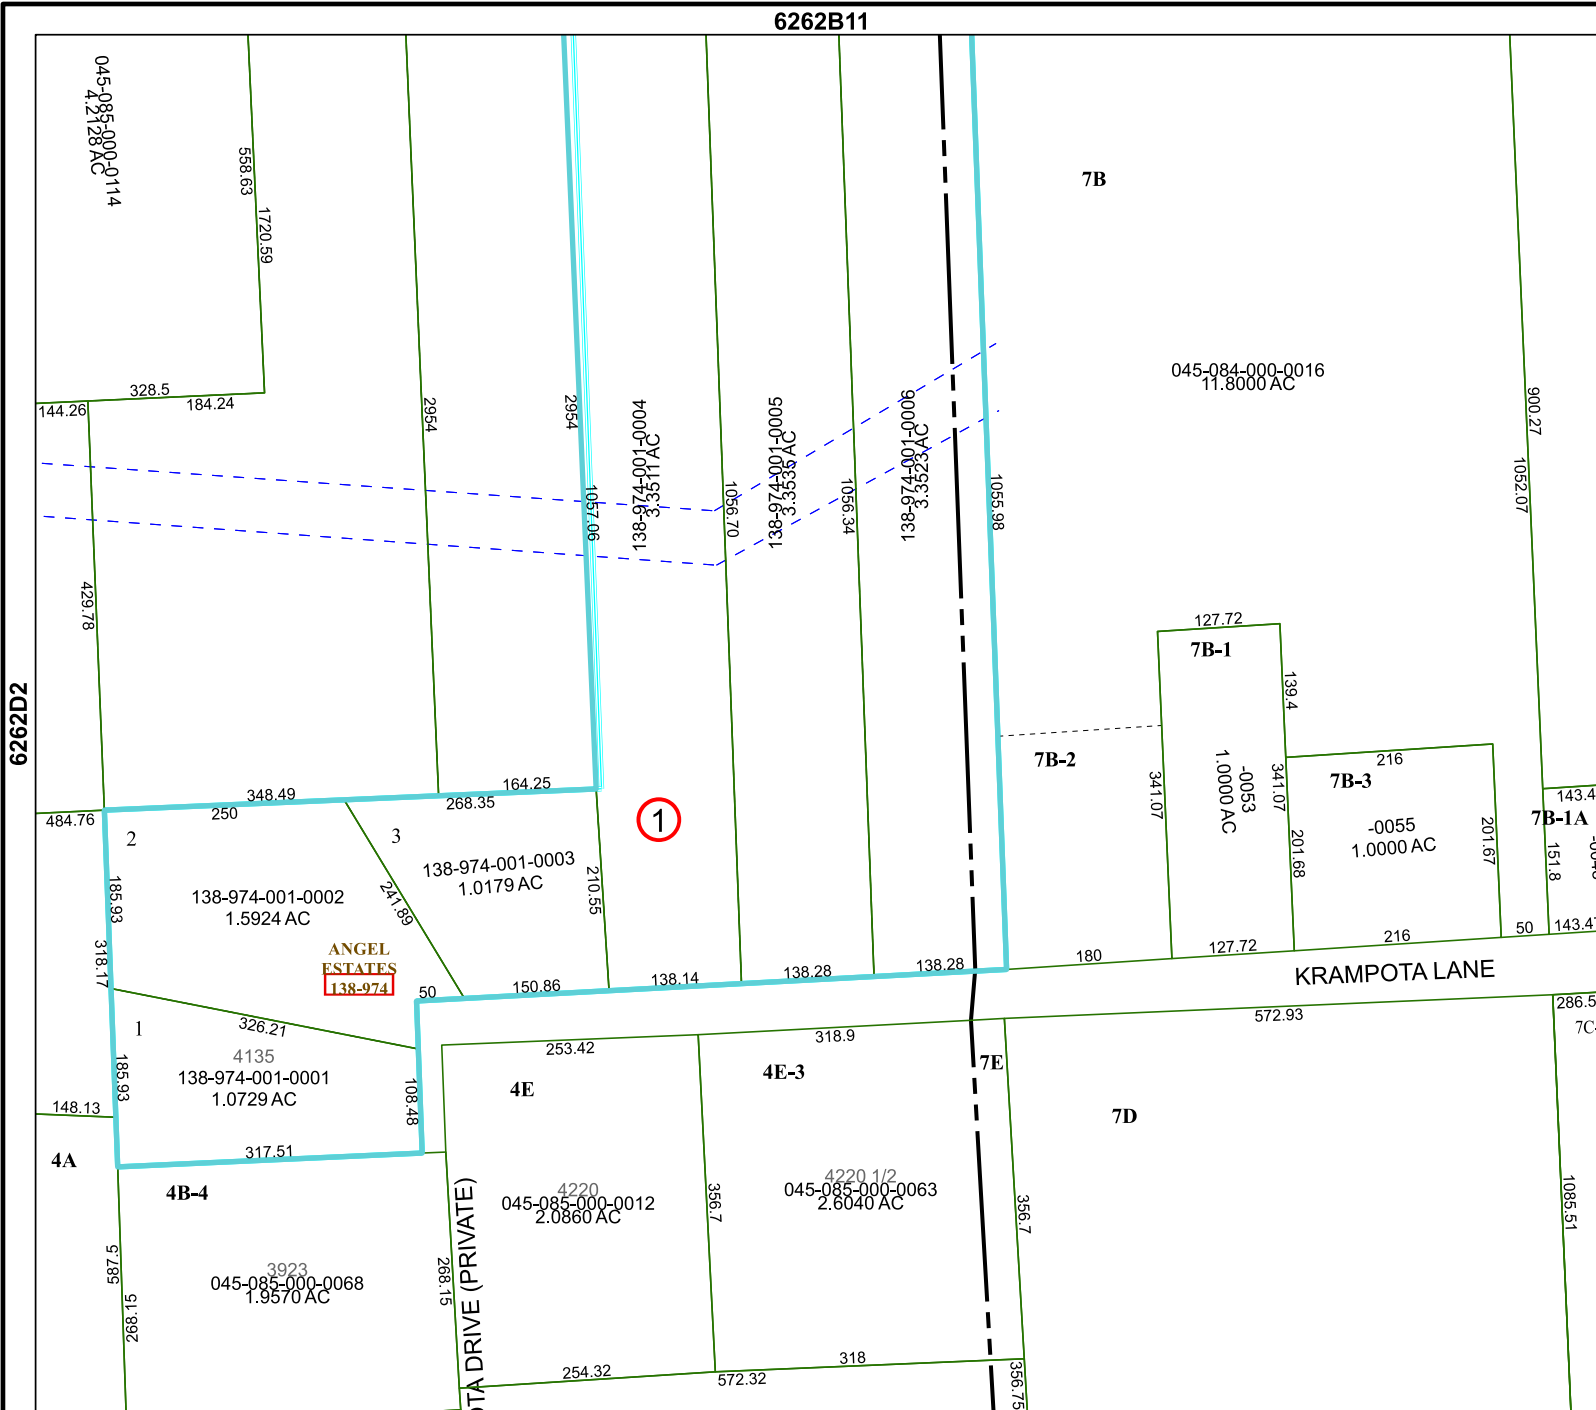 6262B11
6262D2
045-085-000-0114
4.2128 AC
558.63
1720.59
328.5
144.26
184.24
2954
2954
1057.06
138-974-001-0004
3.3511 AC
1056.70
138-974-001-0005
3.3536 AC
1056.34
138-974-001-0006
3.3523 AC
1055.98
7B
045-084-000-0016
11.8000 AC
900.27
1052.07
429.78
127.72
7B-1
139.4
7B-2
341.07
-0053
1.0000 AC
341.07
216
7B-3
-0055
1.0000 AC
201.68
201.67
143.4
7B-1A
151.8
348.49
164.25
484.76
250
268.35
2
3
1
138-974-001-0003
1.0179 AC
210.55
185.93
138-974-001-0002
1.5924 AC
241.89
318.17
ANGEL
ESTATES
138-974
50
150.86
138.14
138.28
138.28
180
127.72
216
50
143.47
KRAMPOTA LANE
1
326.21
4135
138-974-001-0001
1.0729 AC
185.93
108.48
148.13
317.51
253.42
318.9
572.93
286.5
7C
4E
4E-3
7E
7D
4A
4B-4
4220
045-085-000-0012
2.0860 AC
356.7
4220 1/2
045-085-000-0063
2.6040 AC
356.7
1085.51
587.5
3923
045-085-000-0068
1.9570 AC
268.15
268.15
OTA DRIVE (PRIVATE)
254.32
572.32
318
356.75